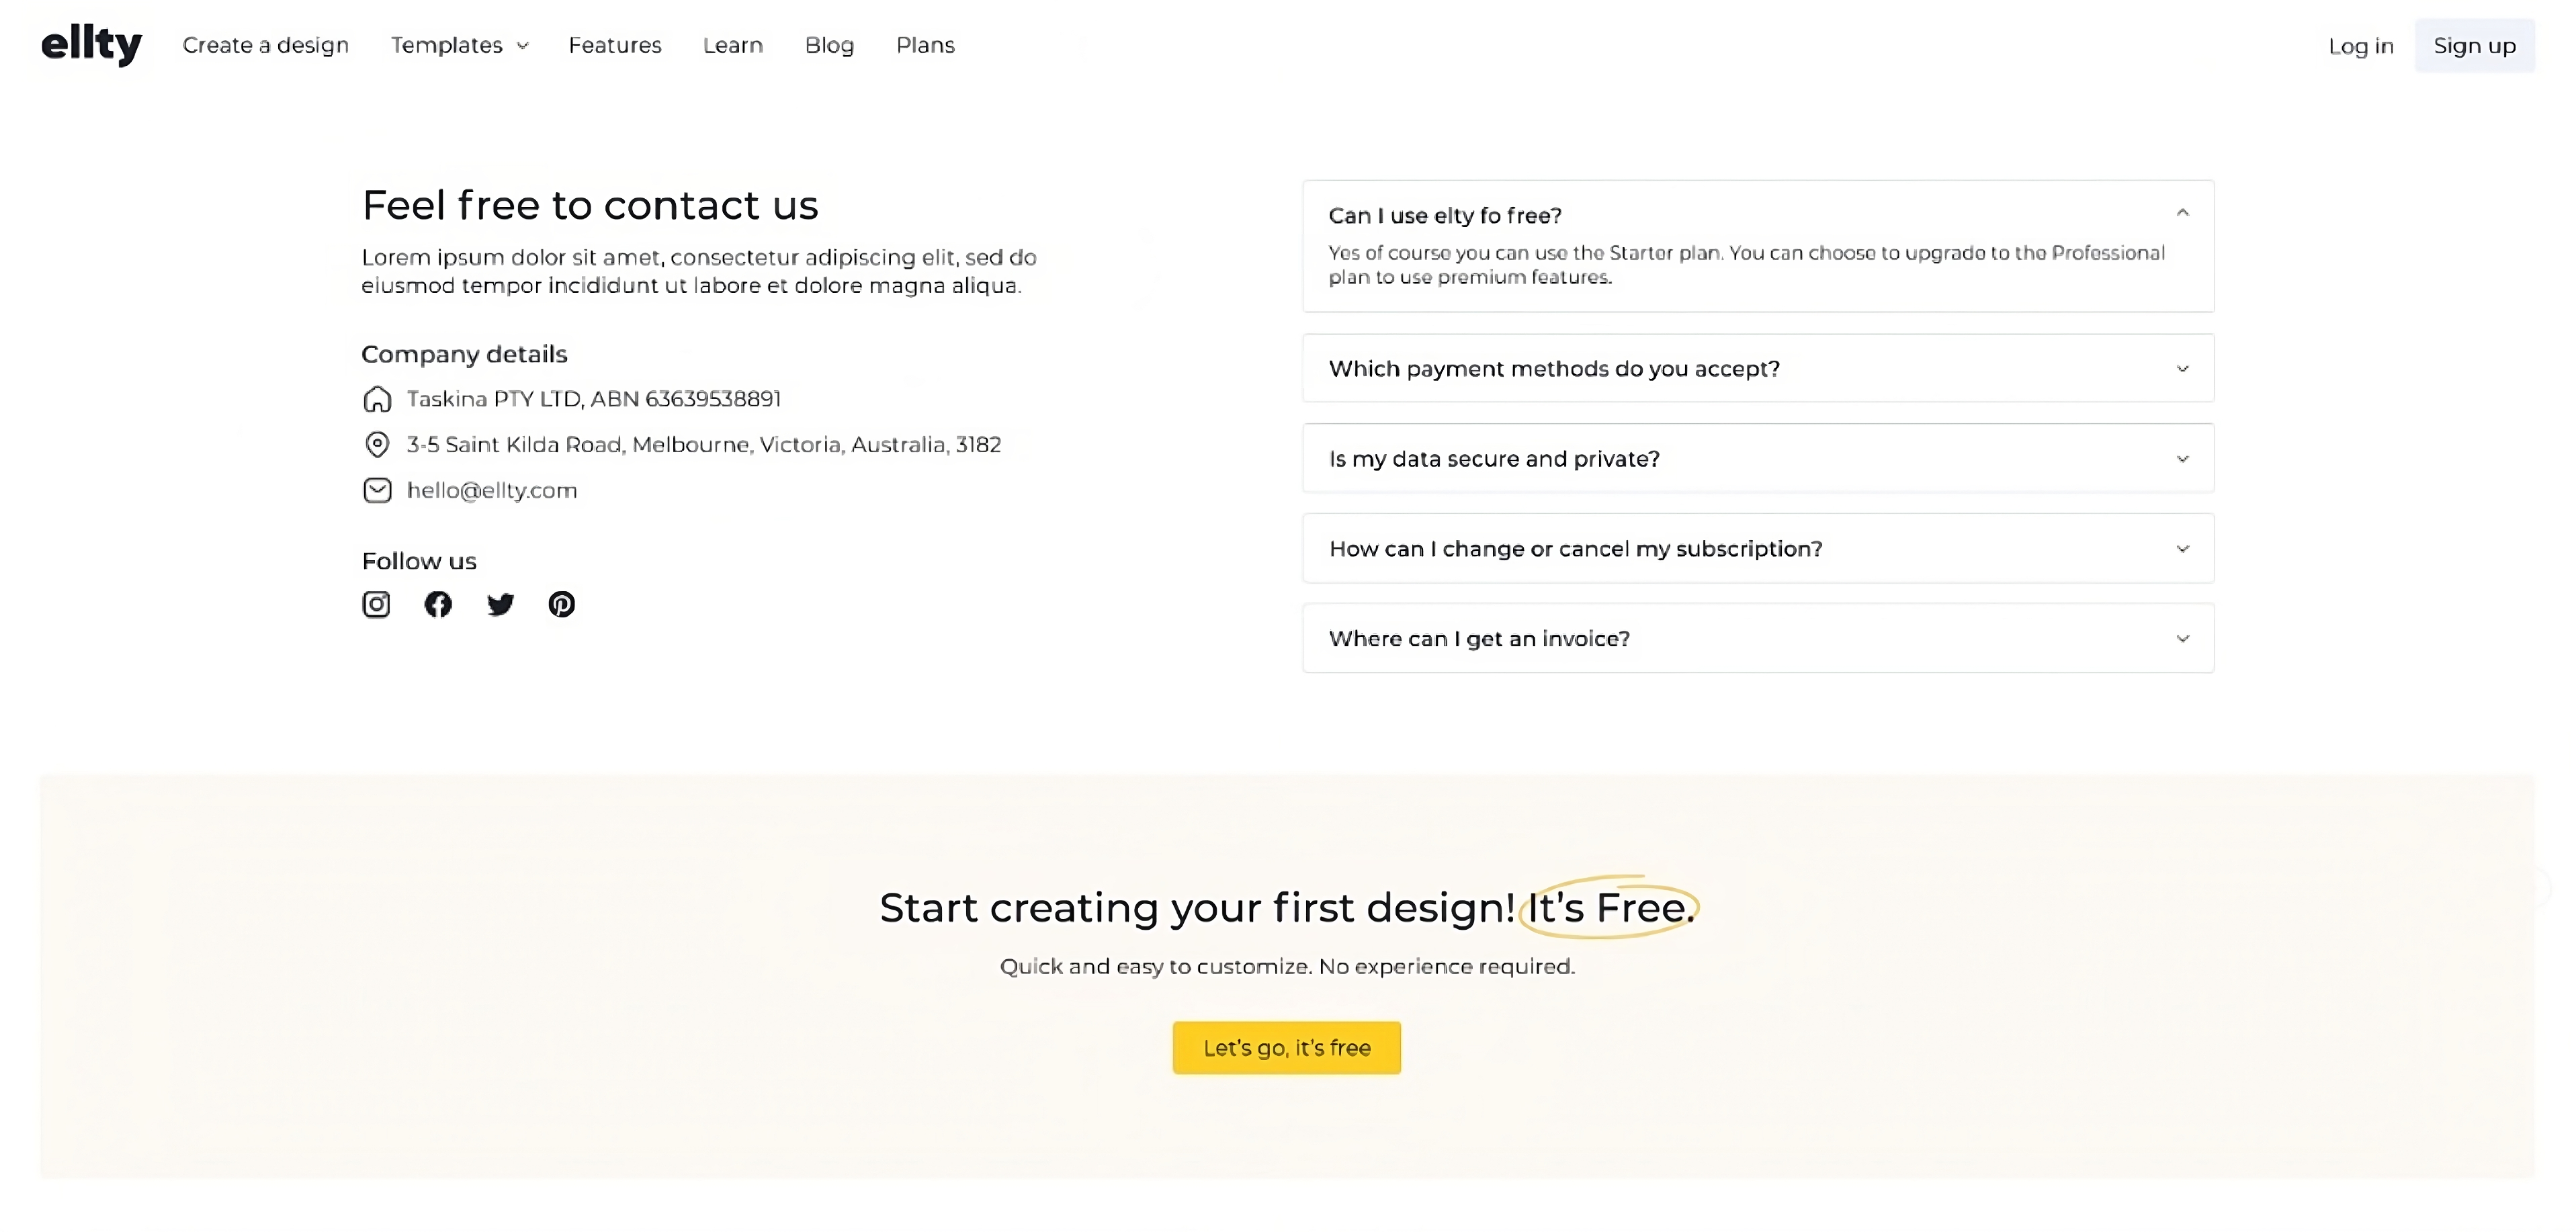 ellty Create a design Templates Features Learn Blog Plans Log in Sign up
Feel free to contact us
Lorem ipsum dolor sit amet, consectetur adipiscing elit, sed do
eiusmod tempor incididunt ut labore et dolore magna aliqua.
Company details
Taskina PTY LTD, ABN 63639538891
3-5 Saint Kilda Road, Melbourne, Victoria, Australia, 3182
hello@ellty.com
Follow us
Can I use elty fo free?
Yes of course you can use the Starter plan. You can choose to upgrade to the Professional
plan to use premium features.
Which payment methods do you accept?
Is my data secure and private?
How can I change or cancel my subscription?
Where can I get an invoice?
Start creating your first design! It's Free.
Quick and easy to customize. No experience required.
Let's go, it's free